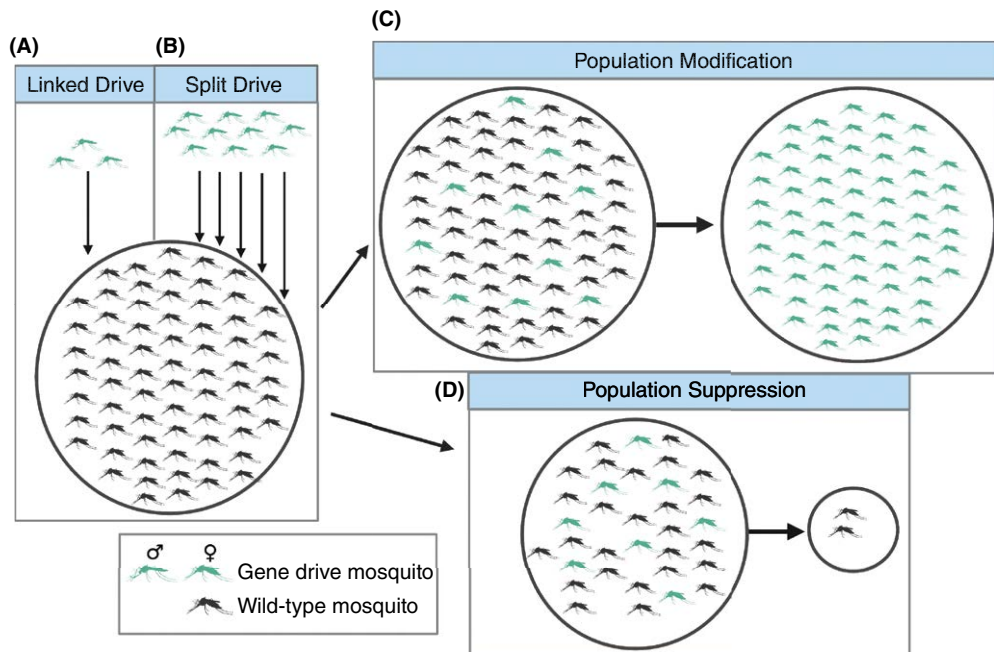 (A)
Linked Drive
(B)
Split Drive
(C)
Population Modification
(D)
Population Suppression
♂ ♀
Gene drive mosquito
Wild-type mosquito